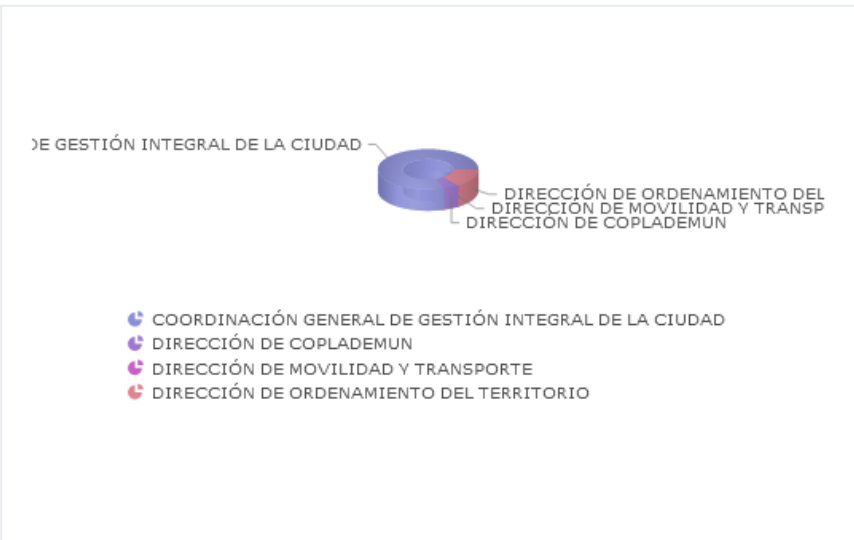 DE GESTIÓN INTEGRAL DE LA CIUDAD
DIRECCIÓN DE ORDENAMIENTO DEL
DIRECCIÓN DE MOVILIDAD Y TRANSP
DIRECCIÓN DE COPLADEMUN
COORDINACIÓN GENERAL DE GESTIÓN INTEGRAL DE LA CIUDAD
DIRECCIÓN DE COPLADEMUN
DIRECCIÓN DE MOVILIDAD Y TRANSPORTE
DIRECCIÓN DE ORDENAMIENTO DEL TERRITORIO